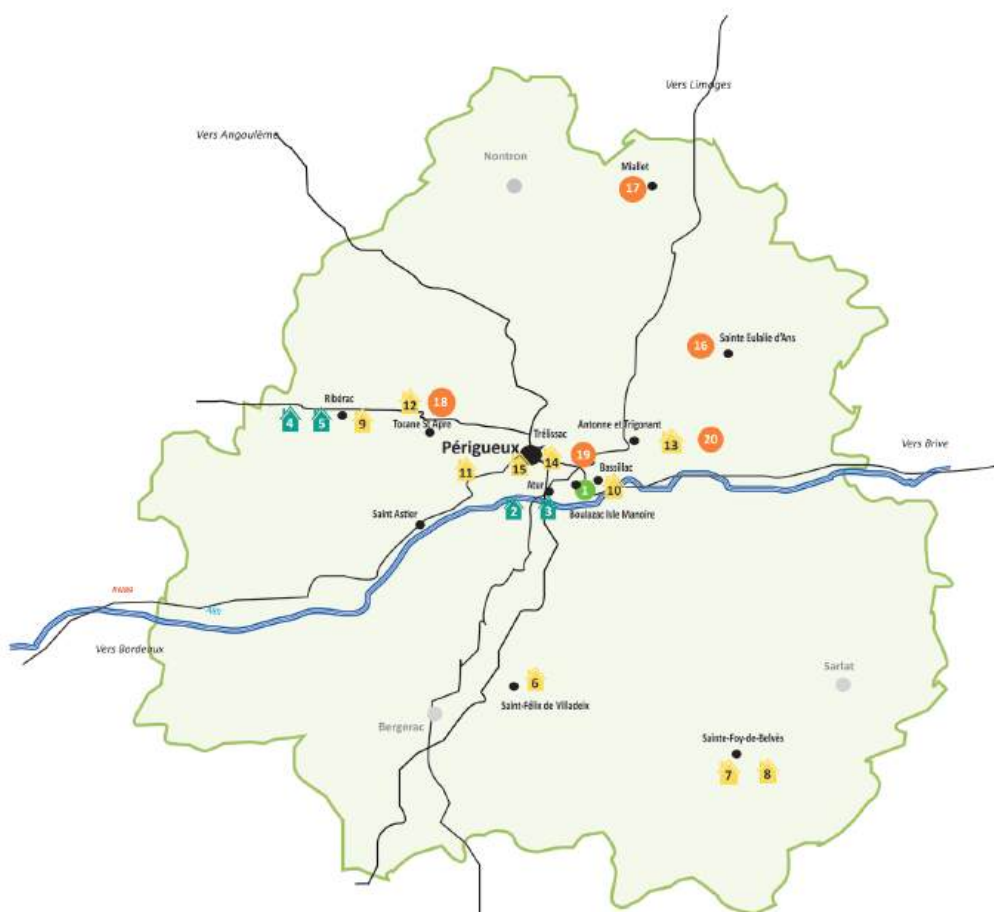 Vers Limoges
Vers Angoulême
Nontron
Miallet
17
16
Sainte Eulalie d'Ans
Ribérac
12
18
4
5
9
Tocane St Apre
Trélissac
Antonne et Trigonant
13
20
Vers Brive
Périgueux
19
11
15
14
Bassillac
Atur
1
10
2
3
Boulazac Isle Manoire
Saint Astier
A89
Vers Bordeaux
6
Saint-Félix de Villadeix
Sarlat
Bergerac
Sainte-Foy-de-Belvès
7
8